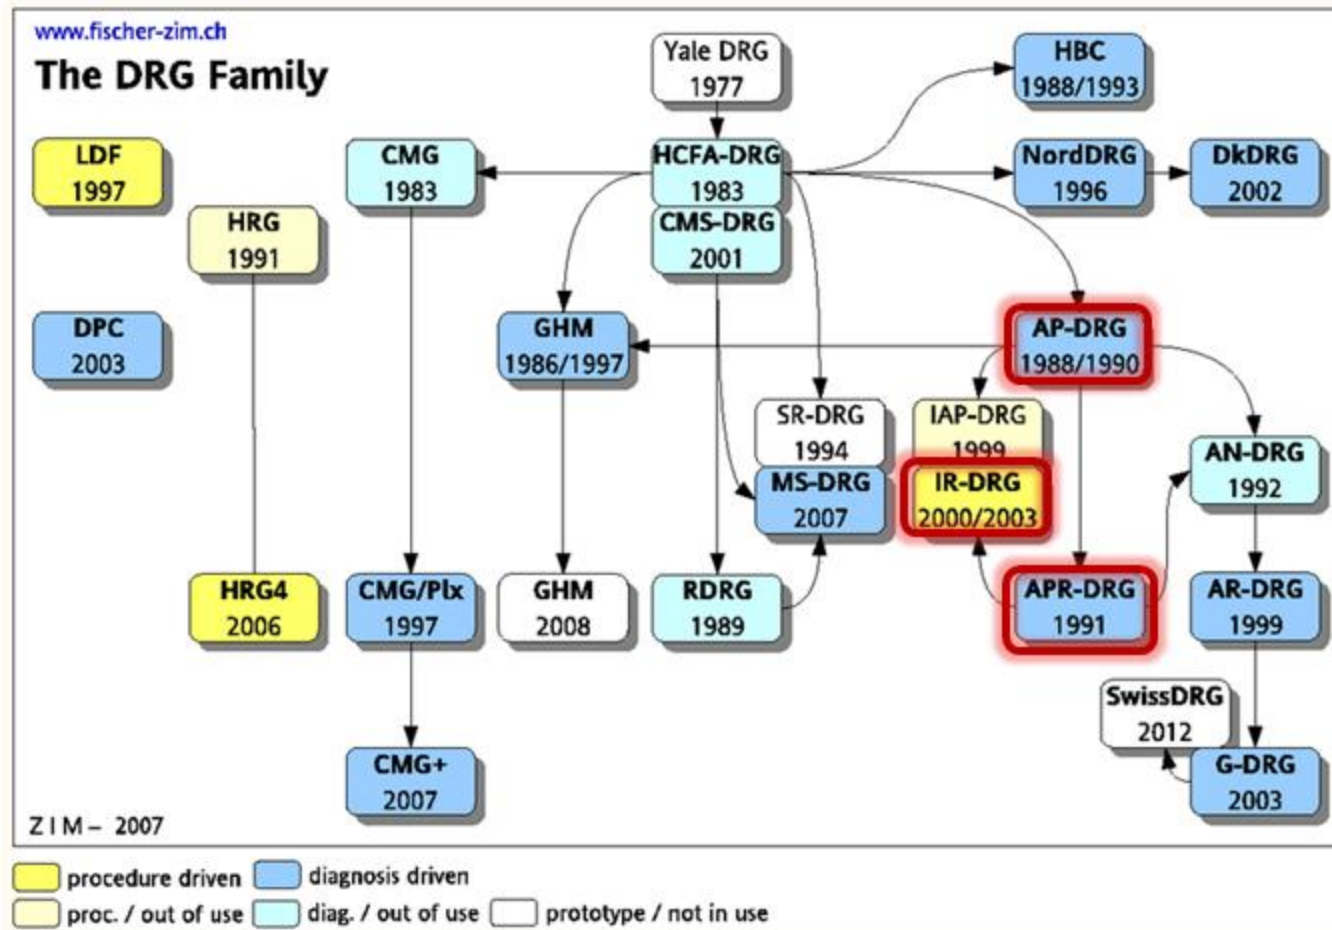 www.fischer-zim.ch
The DRG Family
Yale DRG
1977
HBC
1988/1993
LDF
1997
CMG
1983
HCFA-DRG
1983
NordDRG
1996
DkDRG
2002
HRG
1991
CMS-DRG
2001
DPC
2003
GHM
1986/1997
AP-DRG
1988/1990
SR-DRG
1994
IAP-DRG
1999
AN-DRG
1992
MS-DRG
2007
IR-DRG
2000/2003
HRG4
2006
CMG/Plx
1997
GHM
2008
RDRG
1989
APR-DRG
1991
AR-DRG
1999
SwissDRG
2012
CMG+
2007
G-DRG
2003
Z I M – 2007
procedure driven
diagnosis driven
proc. / out of use
diag. / out of use
prototype / not in use